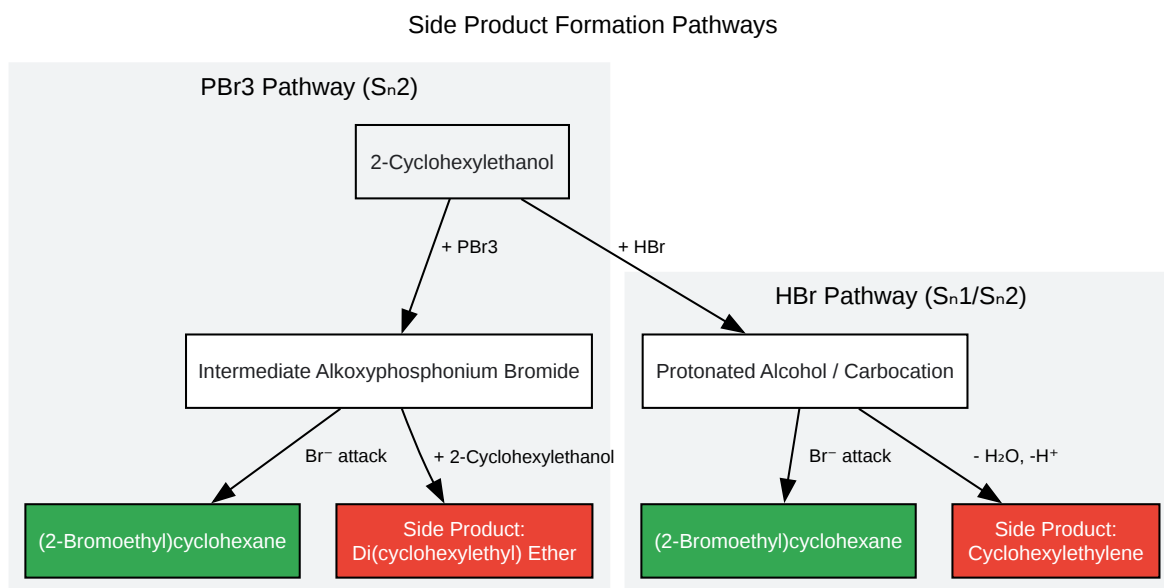 Side Product Formation Pathways
PBr3 Pathway (Sₙ2)
2-Cyclohexylethanol
+ PBr3
+ HBr
HBr Pathway (Sₙ1/Sₙ2)
Intermediate Alkoxyphosphonium Bromide
Protonated Alcohol / Carbocation
Br⁻ attack
+ 2-Cyclohexylethanol
Br⁻ attack
- H₂O, -H⁺
(2-Bromoethyl)cyclohexane
Side Product:
Di(cyclohexylethyl) Ether
(2-Bromoethyl)cyclohexane
Side Product:
Cyclohexylethylene